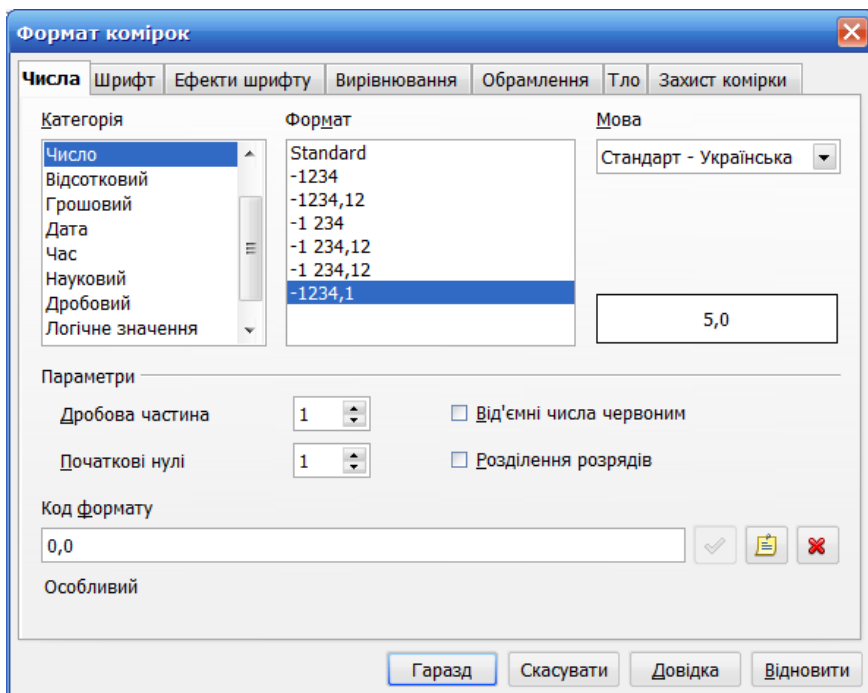 Формат комірок
Числа Шрифт Ефекти шрифту Вирівнювання Обрамлення Тло Захист комірки
Категорія Формат Мова
Число
Відсотковий
Грошовий
Дата
Час
Науковий
Дробовий
Логічне значення
Standard
-1234
-1234,12
-1 234
-1 234,12
-1 234,12
-1234,1
Стандарт - Українська
5,0
Параметри
Дробова частина 1 Від'ємні числа червоним
Початкові нулі 1 Розділення розрядів
Код формату
0,0
Особливий
Гаразд Скасувати Довідка Відновити